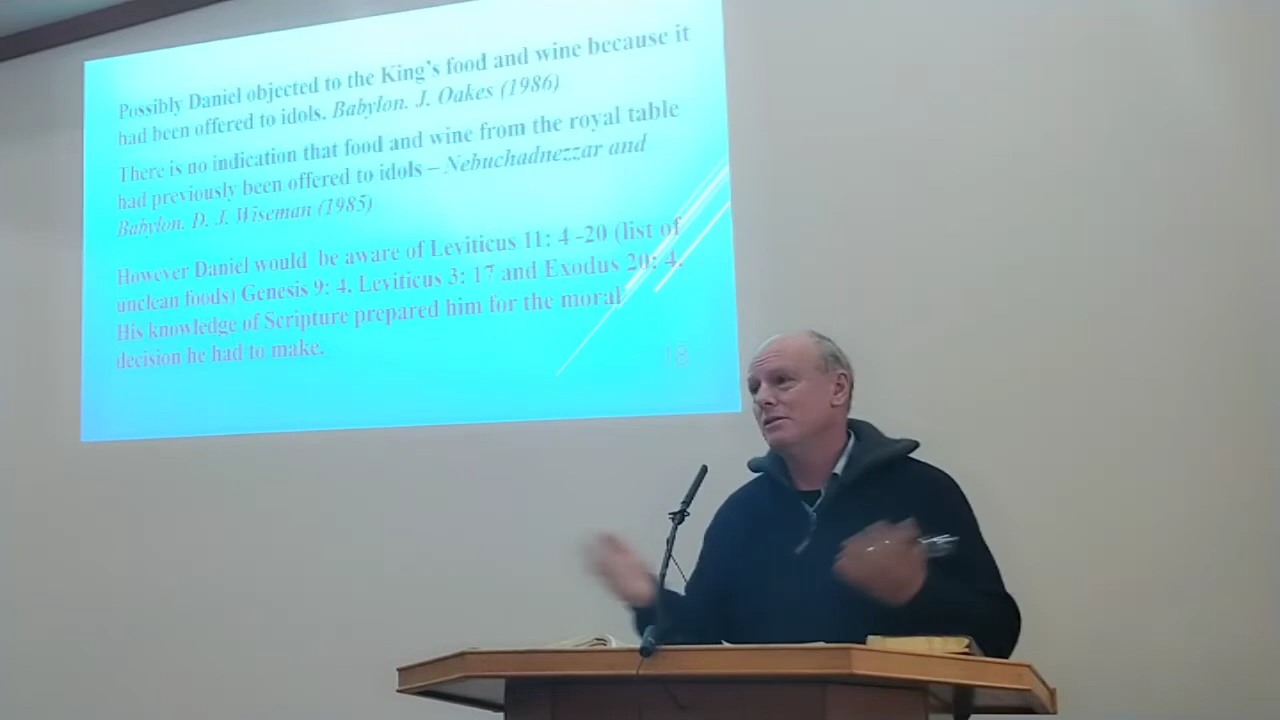 Possibly Daniel objected to the King's food and wine because it
had been offered to idols. Babylon. J. Oakes (1986)
There is no indication that food and wine from the royal table
had previously been offered to idols – Nebuchadnezzar and
Babylon. D. J. Wiseman (1985)
However Daniel would be aware of Leviticus 11: 4 -20 (list of
unclean foods) Genesis 9: 4. Leviticus 3: 17 and Exodus 20: 4.
His knowledge of Scripture prepared him for the moral
decision he had to make.
18